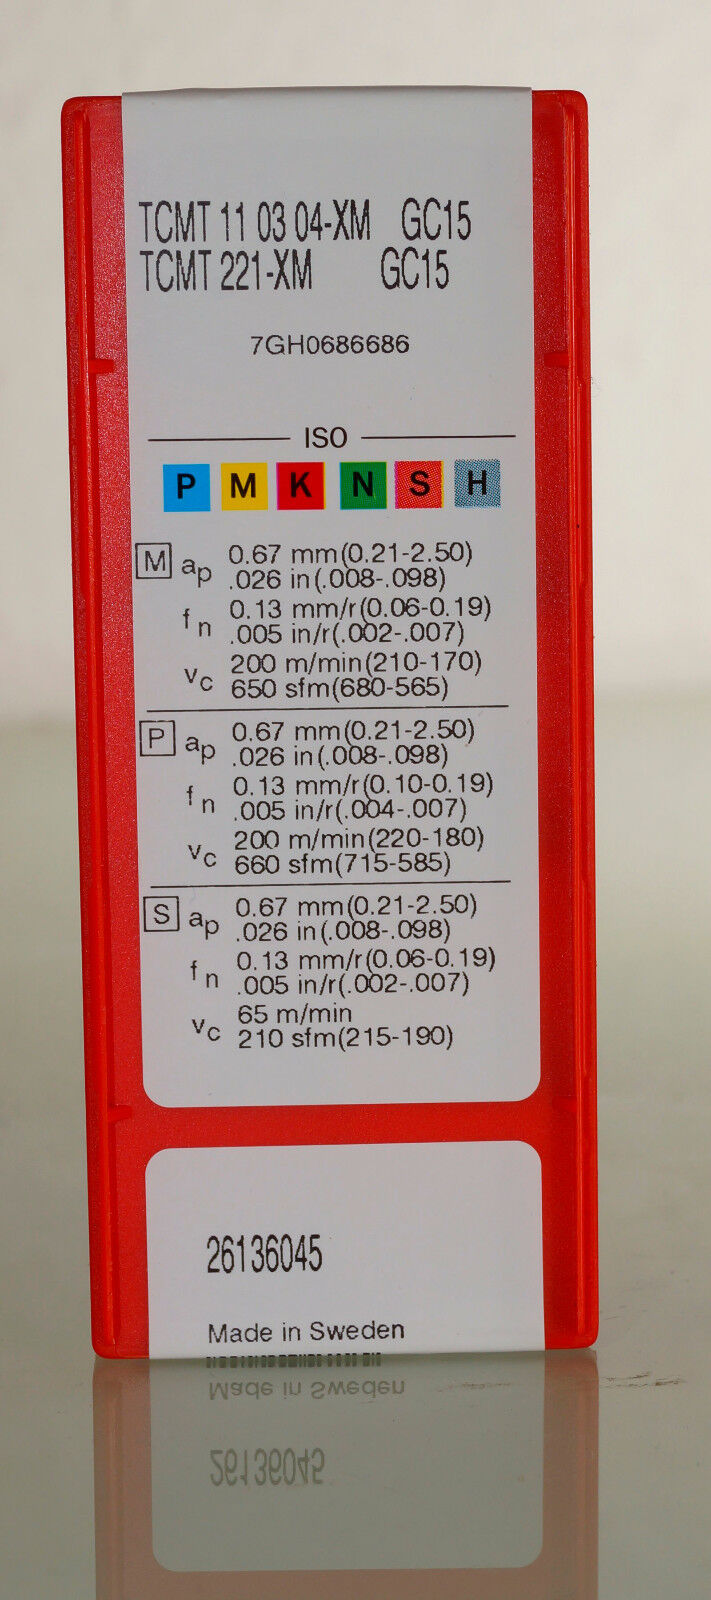 TCMT 11 03 04-XM GC15
TCMT 221-XM GC15
7GH0686686
ISO
P M K N S H
M ap 0.67 mm(0.21-2.50)
.026 in(.008-.098)
fn 0.13 mm/r(0.06-0.19)
.005 in/r(.002-.007)
vc 200 m/min(210-170)
650 sfm(680-565)
P ap 0.67 mm(0.21-2.50)
.026 in(.008-.098)
fn 0.13 mm/r(0.10-0.19)
.005 in/r(.004-.007)
vc 200 m/min(220-180)
660 sfm(715-585)
S ap 0.67 mm(0.21-2.50)
.026 in(.008-.098)
fn 0.13 mm/r(0.06-0.19)
.005 in/r(.002-.007)
vc 65 m/min
210 sfm(215-190)
26136045
Made in Sweden